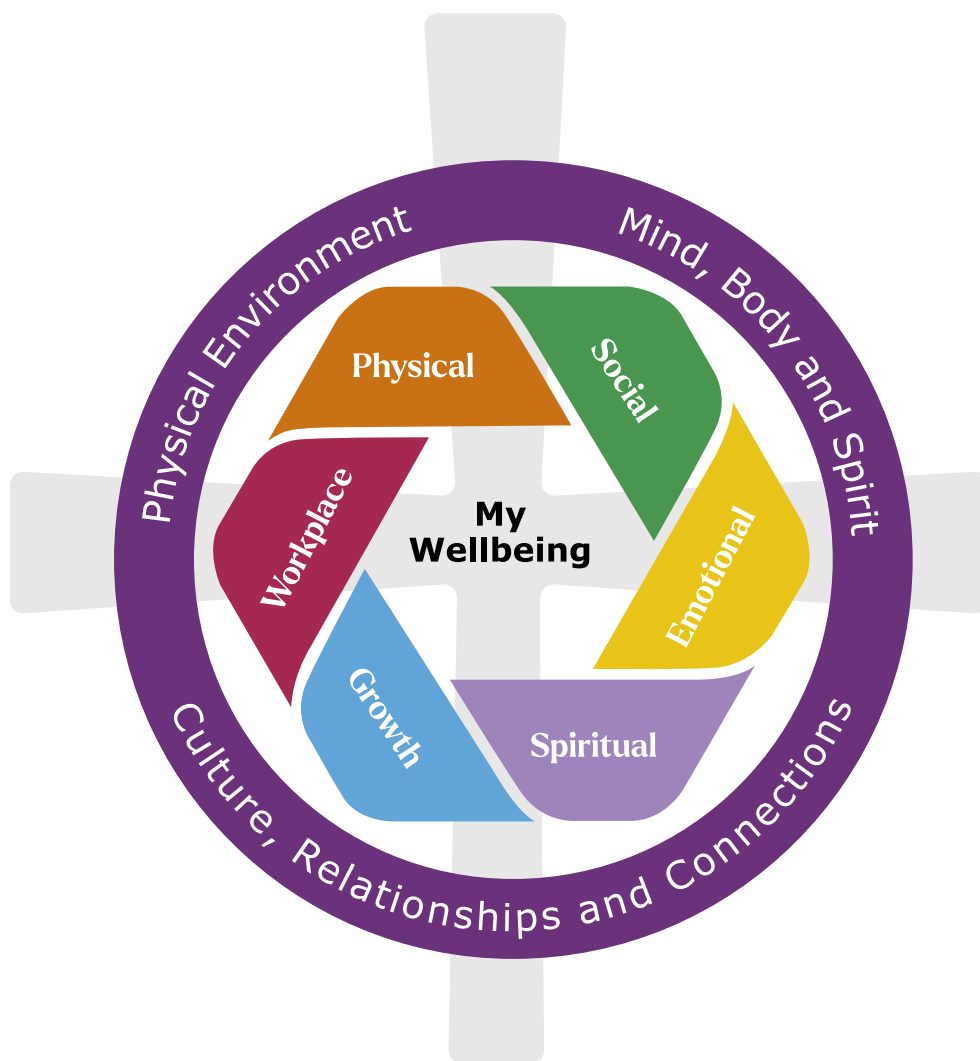 Physical Environment
Mind, Body and Spirit
Physical
Social
Workplace
My
Wellbeing
Emotional
Growth
Spiritual
Culture, Relationships and Connections